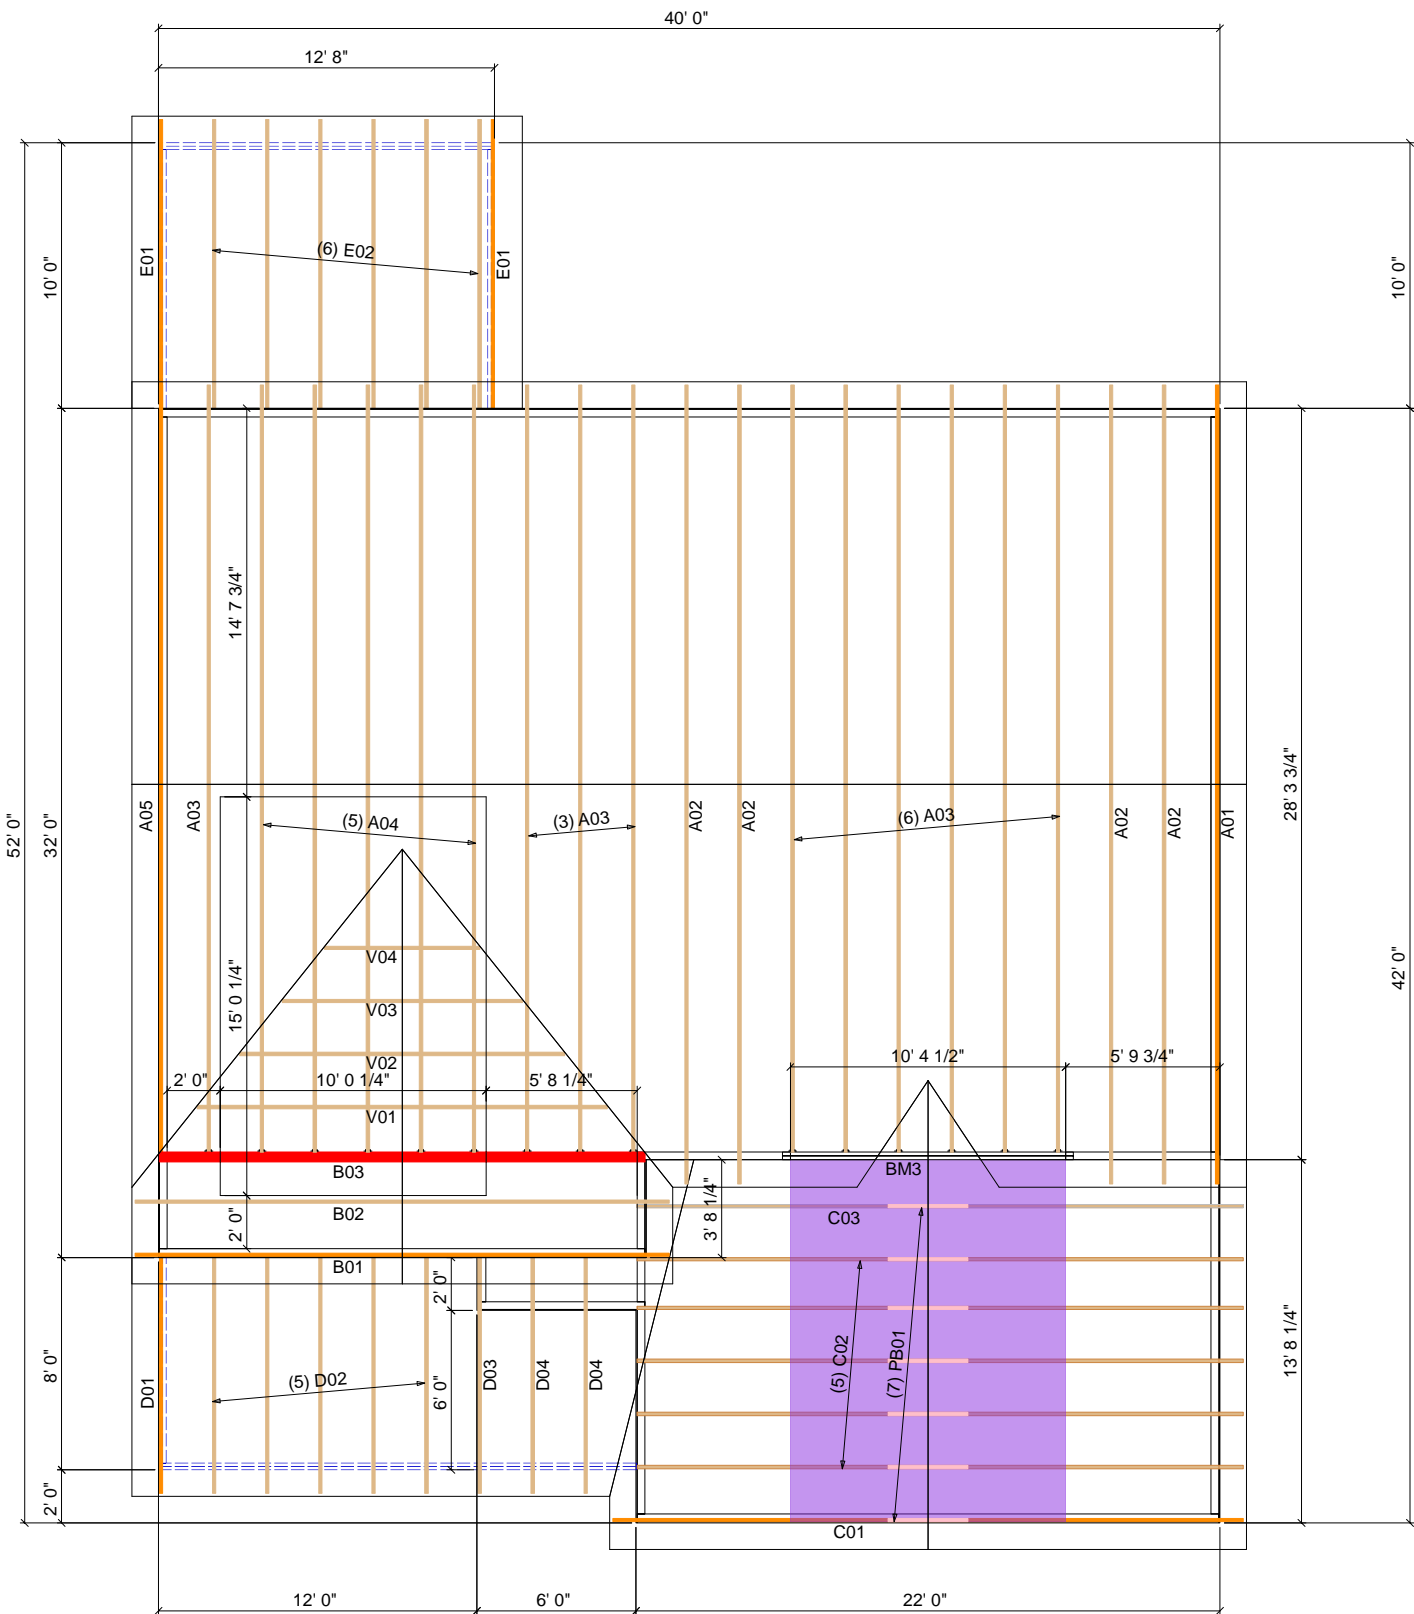 40' 0"
12' 8"
10' 0"
10' 0"
E01
(6) E02
E01
52' 0"
32' 0"
14' 7 3/4"
28' 3 3/4"
42' 0"
A05
A03
(5) A04
(3) A03
A02
A02
(6) A03
A02
A02
A01
V04
V03
V02
V01
15' 0 1/4"
2' 0"
10' 0 1/4"
5' 8 1/4"
10' 4 1/2"
5' 9 3/4"
B03
BM3
B02
2' 0"
3' 8 1/4"
C03
B01
2' 0"
8' 0"
D01
(5) D02
D03
D04
D04
6' 0"
(5) C02
(7) PB01
13' 8 1/4"
2' 0"
C01
12' 0"
6' 0"
22' 0"